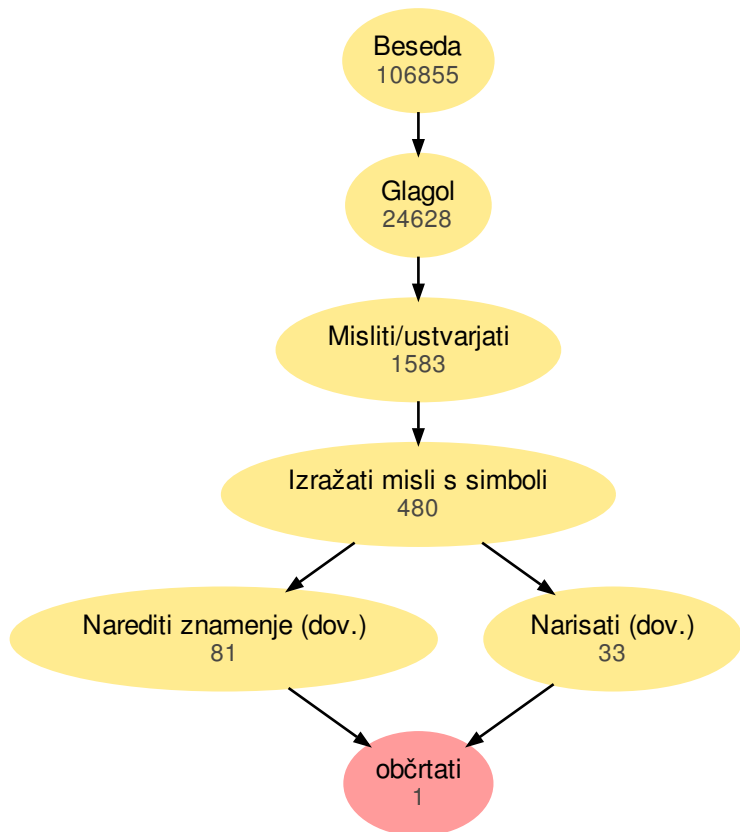 Beseda
106855
Glagol
24628
Misliti/ustvarjati
1583
Izražati misli s simboli
480
Narediti znamenje (dov.)
81
Narisati (dov.)
33
občrtati
1